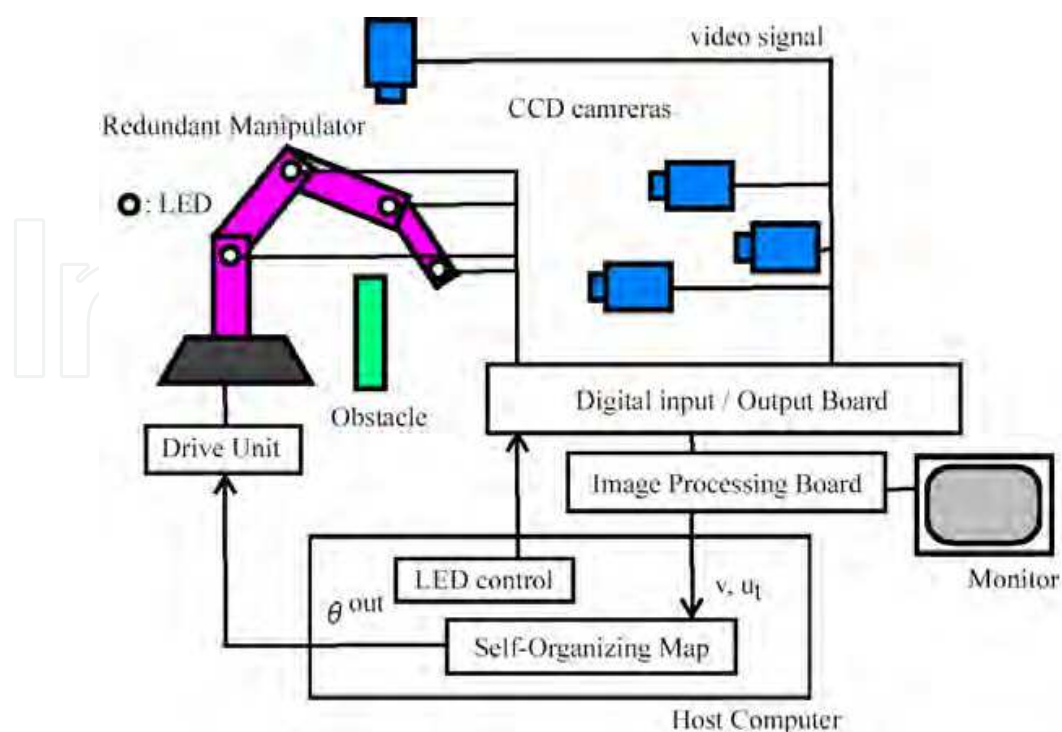 video signal
CCD camreras
Redundant Manipulator
: LED
Obstacle
Digital input / Output Board
Drive Unit
Image Processing Board
LED control
Monitor
v, ut
θ out
Self-Organizing Map
Host Computer